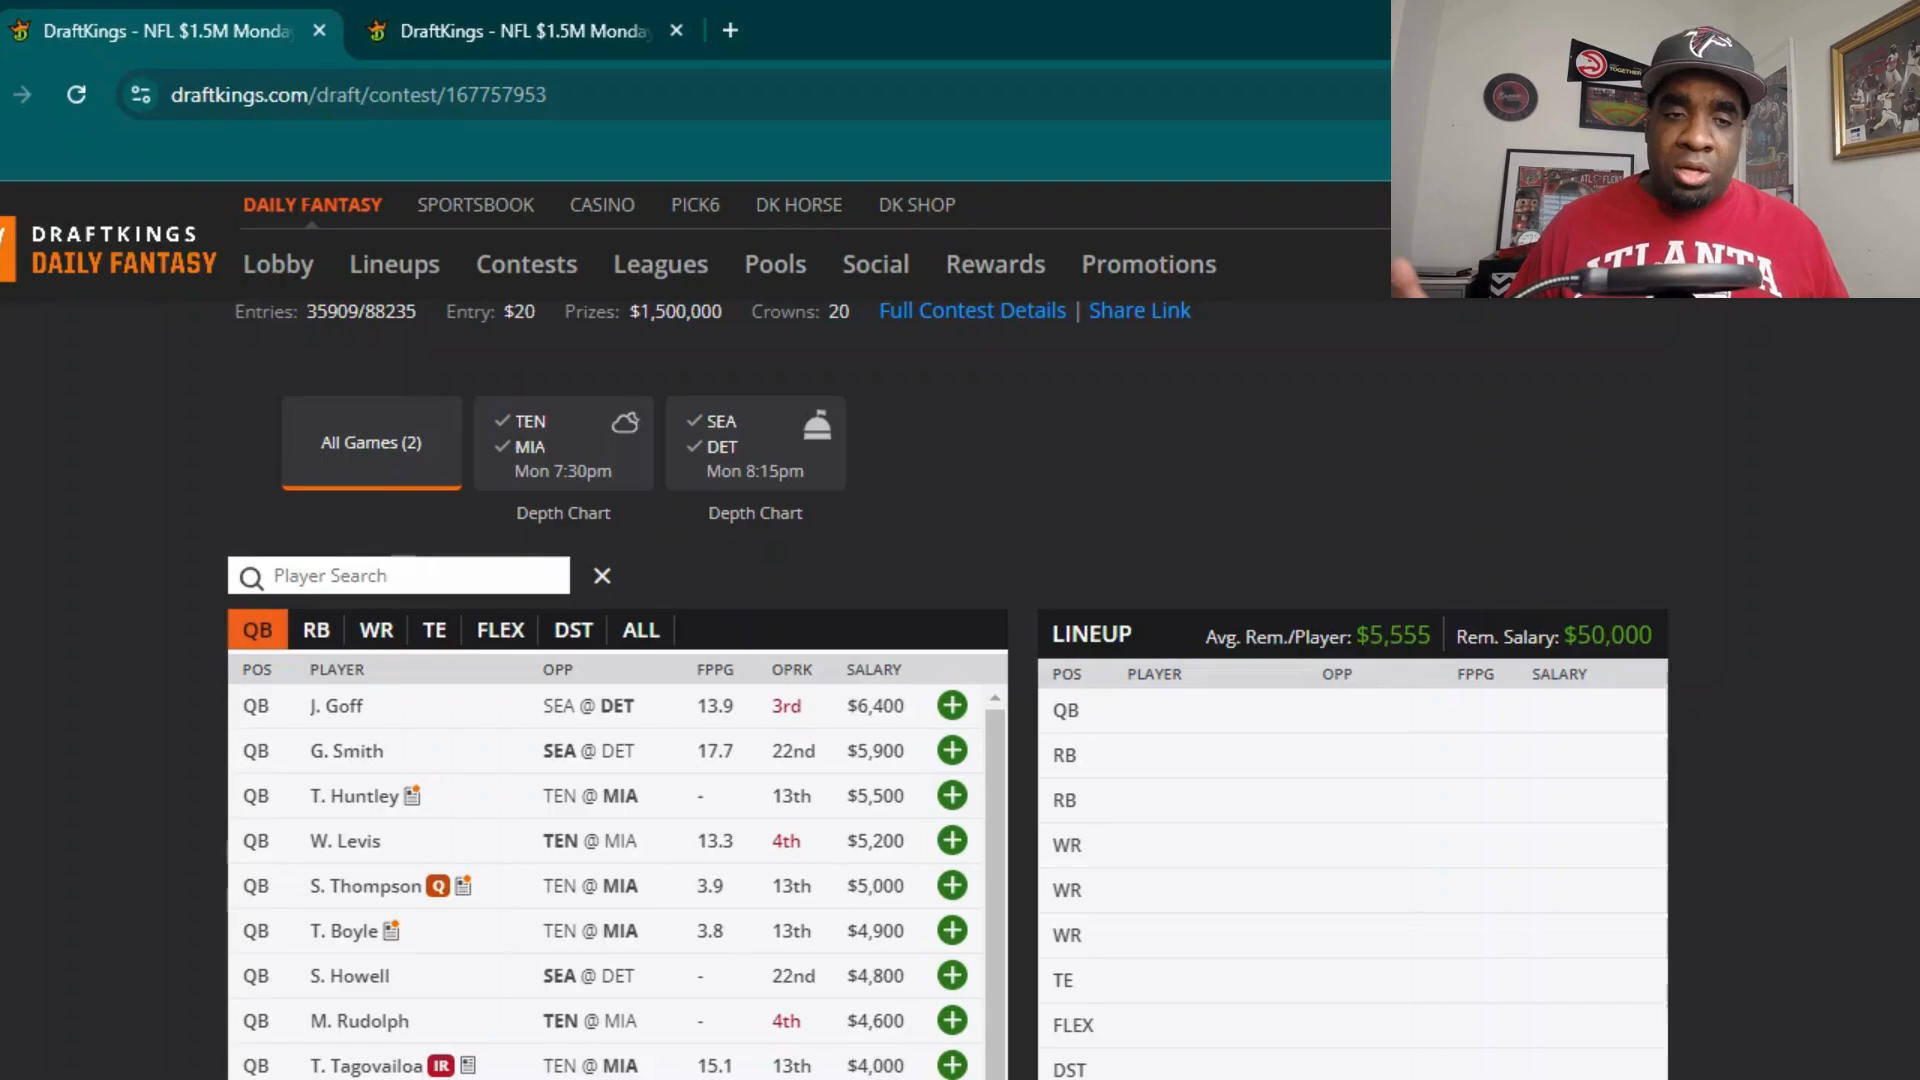 DraftKings - NFL $1.5M Monda
DraftKings - NFL $1.5M Monday
draftkings.com/draft/contest/167757953
DAILY FANTASY SPORTSBOOK CASINO PICK6 DK HORSE DK SHOP
DRAFTKINGS
DAILY FANTASY
Lobby Lineups Contests Leagues Pools Social Rewards Promotions
Entries: 35909/88235 Entry: $20 Prizes: $1,500,000 Crowns: 20 Full Contest Details | Share Link
All Games (2)
TEN
MIA
Mon 7:30pm
Depth Chart
SEA
DET
Mon 8:15pm
Depth Chart
Player Search
QB RB WR TE FLEX DST ALL
POS PLAYER OPP FPPG OPRK SALARY
QB J. Goff SEA @ DET 13.9 3rd $6,400
QB G. Smith SEA @ DET 17.7 22nd $5,900
QB T. Huntley TEN @ MIA - 13th $5,500
QB W. Levis TEN @ MIA 13.3 4th $5,200
QB S. Thompson Q TEN @ MIA 3.9 13th $5,000
QB T. Boyle TEN @ MIA 3.8 13th $4,900
QB S. Howell SEA @ DET - 22nd $4,800
QB M. Rudolph TEN @ MIA - 4th $4,600
QB T. Tagovailoa IR TEN @ MIA 15.1 13th $4,000
LINEUP Avg. Rem./Player: $5,555 Rem. Salary: $50,000
POS PLAYER OPP FPPG SALARY
QB
RB
RB
WR
WR
WR
TE
FLEX
DST
ATLANTA
TOGETHER